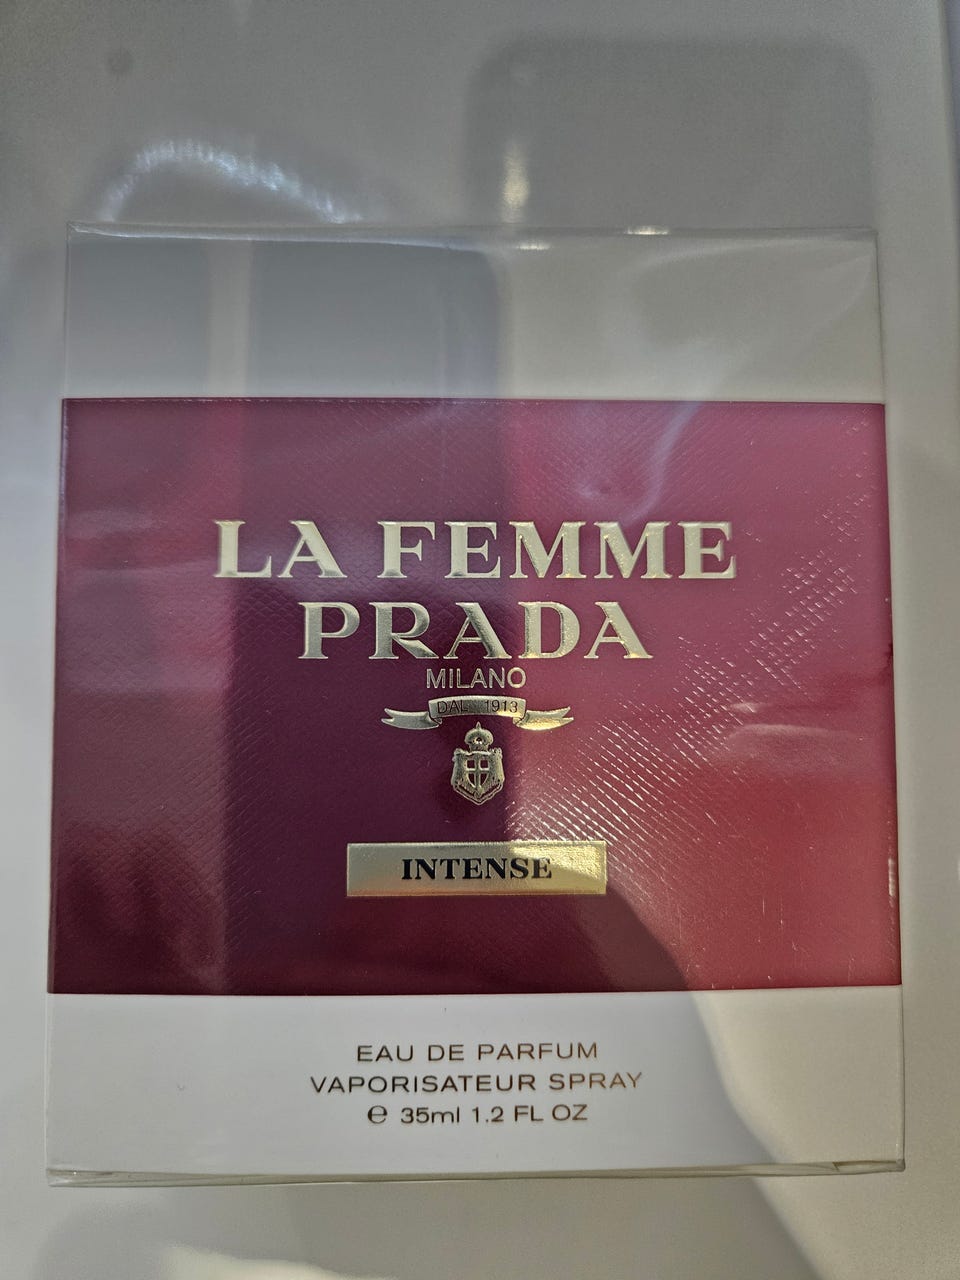 LA FEMME
PRADA
MILANO
DAL 1913
INTENSE
EAU DE PARFUM
VAPORISATEUR SPRAY
℮ 35ml 1.2 FL OZ